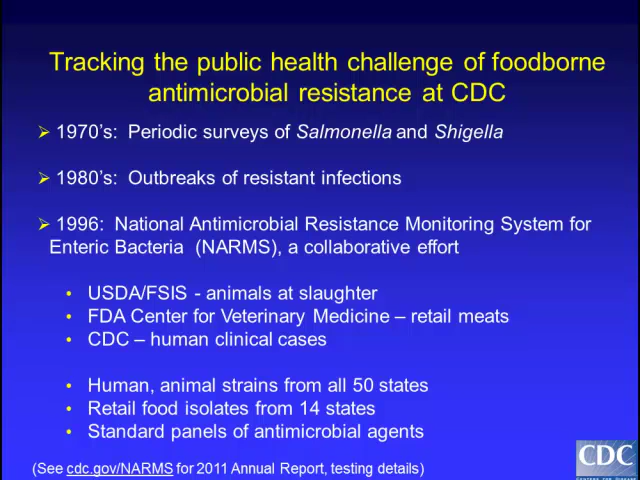 Tracking the public health challenge of foodborne
antimicrobial resistance at CDC
➢ 1970's: Periodic surveys of Salmonella and Shigella
➢ 1980's: Outbreaks of resistant infections
➢ 1996: National Antimicrobial Resistance Monitoring System for
Enteric Bacteria (NARMS), a collaborative effort
• USDA/FSIS - animals at slaughter
• FDA Center for Veterinary Medicine – retail meats
• CDC – human clinical cases
• Human, animal strains from all 50 states
• Retail food isolates from 14 states
• Standard panels of antimicrobial agents
(See cdc.gov/NARMS for 2011 Annual Report, testing details)
CDC